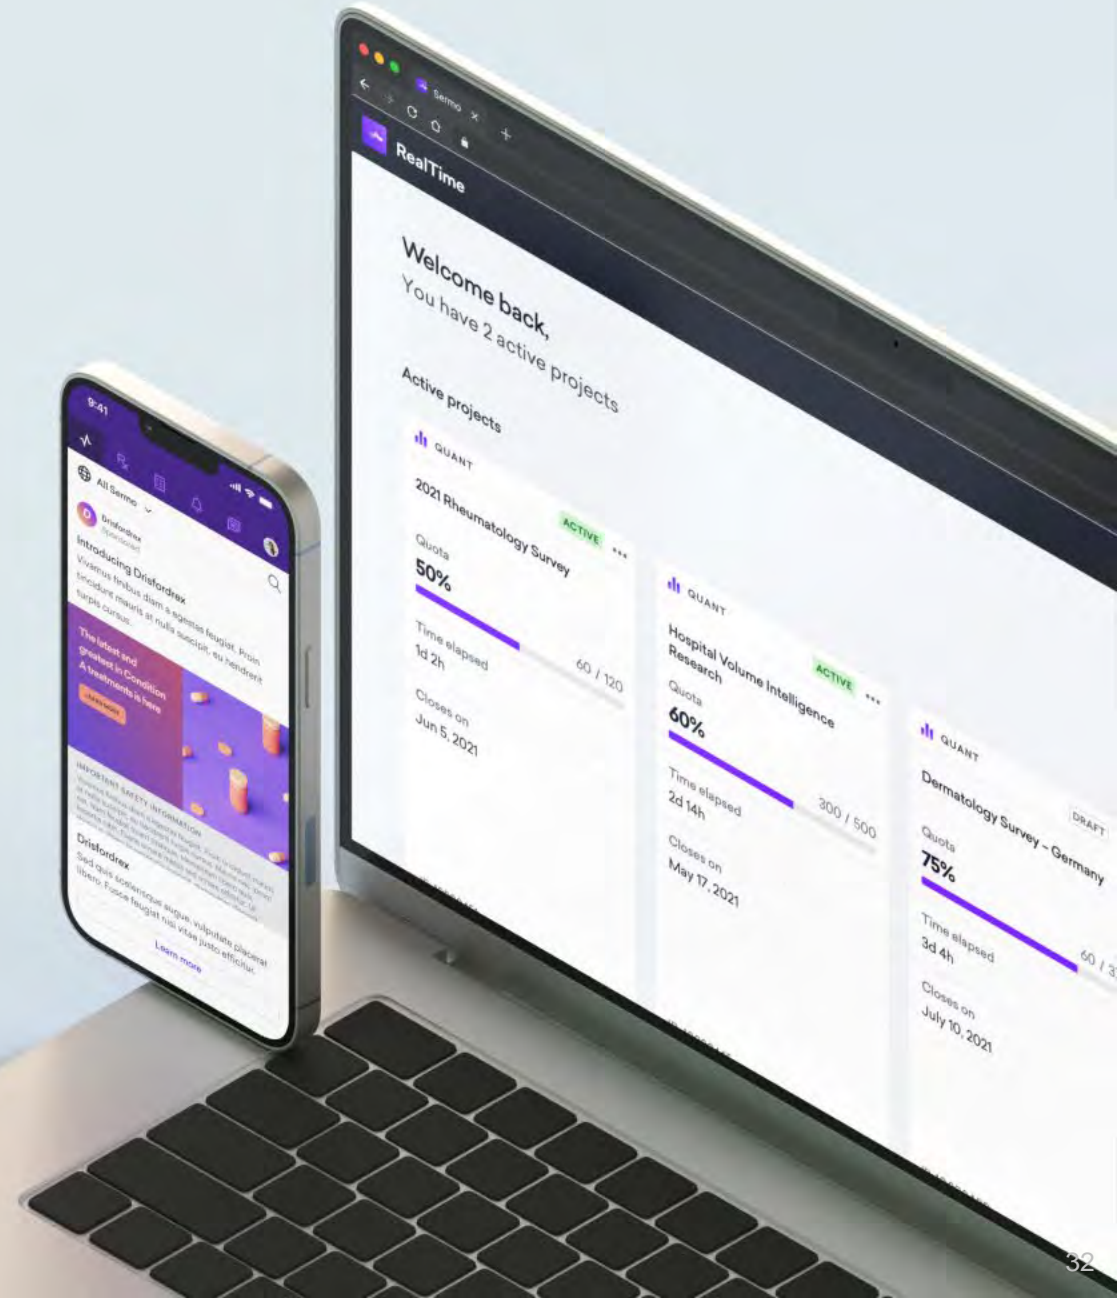 9:41
All Sermo
Drisfordrex
Sponsored
Introducing Drisfordrex
Vivamus finibus diam a egestas feugiat. Proin
tincidunt mauris at nulla suscipit, eu hendrerit
turpis cursus.
The latest and
greatest in Condition
A treatments is here
LEARN MORE
IMPORTANT SAFETY INFORMATION
Drisfordrex
Sed quis scelerisque augue, vulputate placerat
libero. Fusce feugiat nisi vitae justo efficitur.
Learn more
Sermo
RealTime
Welcome back,
You have 2 active projects
Active projects
QUANT
ACTIVE
2021 Rheumatology Survey
Quota
50%
60 / 120
Time elapsed
1d 2h
Closes on
Jun 5, 2021
QUANT
ACTIVE
Hospital Volume Intelligence
Research
Quota
60%
300 / 500
Time elapsed
2d 14h
Closes on
May 17, 2021
QUANT
DRAFT
Dermatology Survey - Germany
Quota
75%
60 / 3
Time elapsed
3d 4h
Closes on
July 10, 2021
32